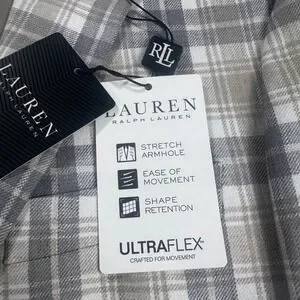 RLL
LAUREN
RALPH LAUREN
LAUREN
RALPH LAUREN
STRETCH
ARMHOLE
EASE OF
MOVEMENT
SHAPE
RETENTION
ULTRAFLEX
CRAFTED FOR MOVEMENT